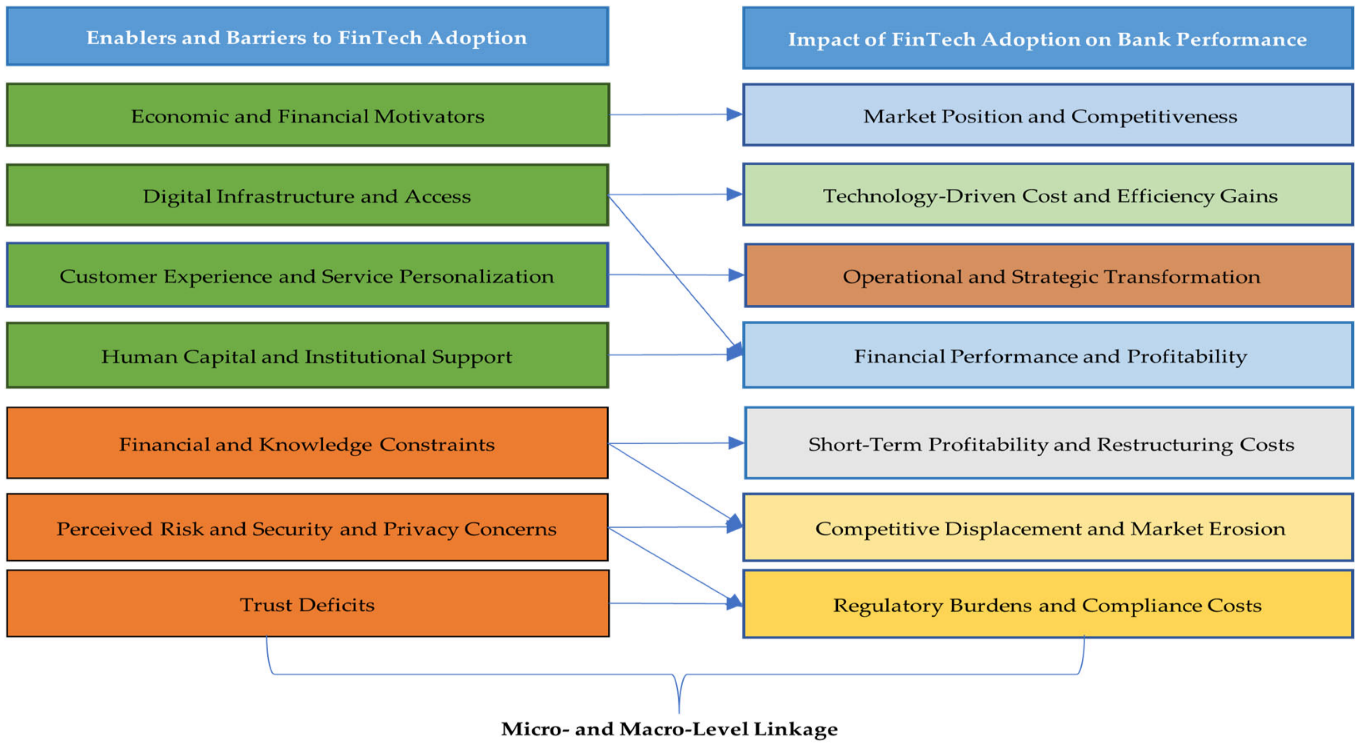 Enablers and Barriers to FinTech Adoption
Impact of FinTech Adoption on Bank Performance
Economic and Financial Motivators
Market Position and Competitiveness
Digital Infrastructure and Access
Technology-Driven Cost and Efficiency Gains
Customer Experience and Service Personalization
Operational and Strategic Transformation
Human Capital and Institutional Support
Financial Performance and Profitability
Financial and Knowledge Constraints
Short-Term Profitability and Restructuring Costs
Perceived Risk and Security and Privacy Concerns
Competitive Displacement and Market Erosion
Trust Deficits
Regulatory Burdens and Compliance Costs
Micro- and Macro-Level Linkage